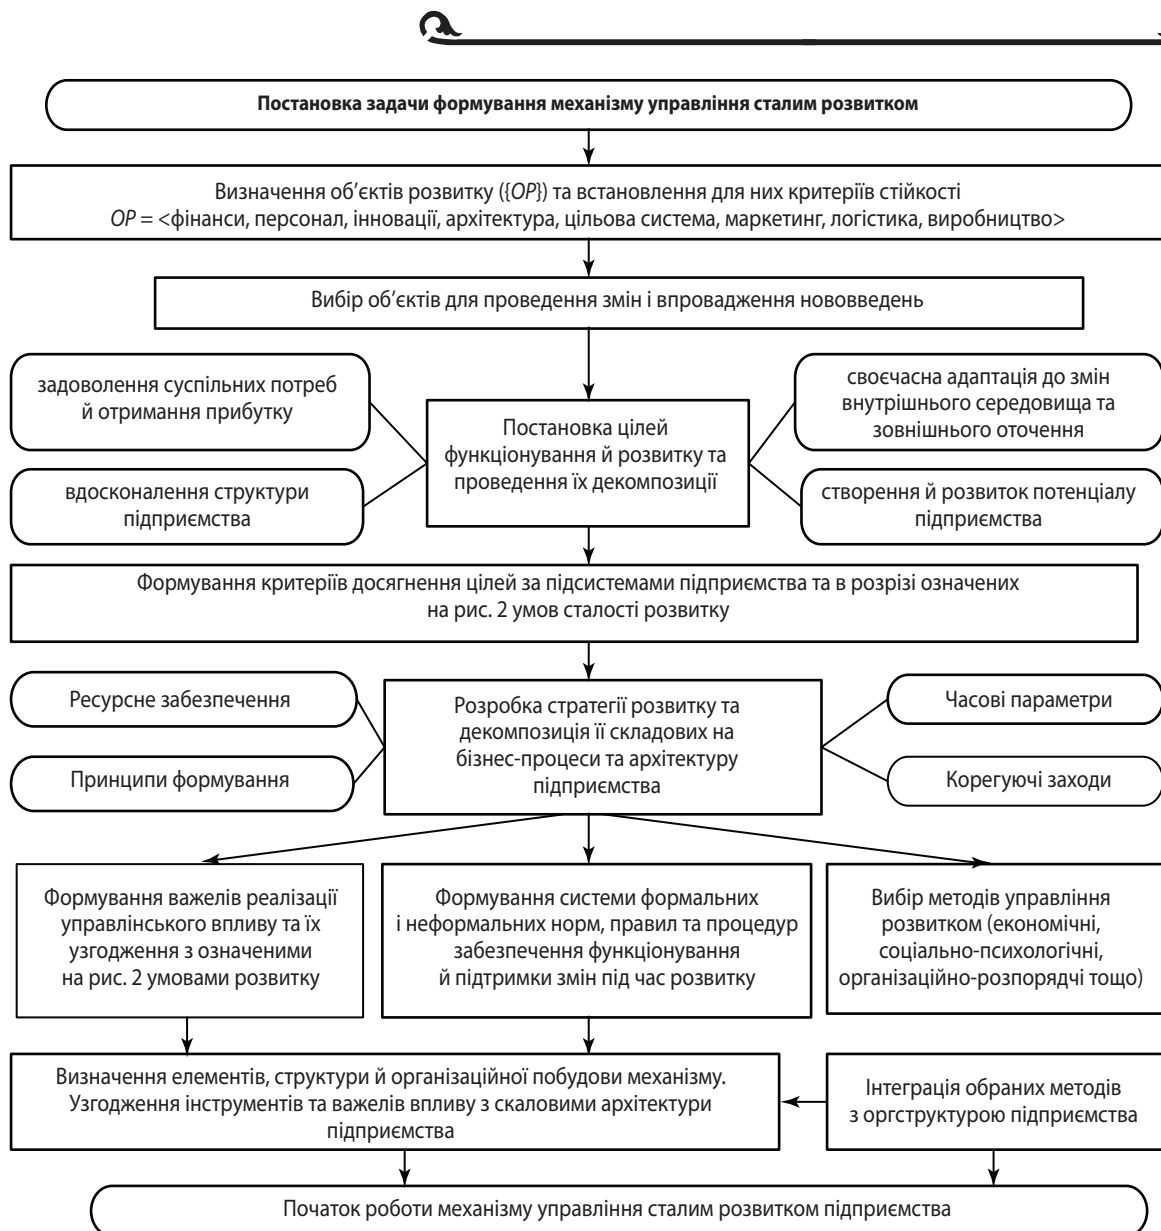 Постановка задачи формування механізму управління сталим розвитком
Визначення об’єктів розвитку ({OP}) та встановлення для них критеріїв стійкості
OP = <фінанси, персонал, інновації, архітектура, цільова система, маркетинг, логістика, виробництво>
Вибір об’єктів для проведення змін і впровадження нововведень
задоволення суспільних потреб
й отримання прибутку
вдосконалення структури
підприємства
Постановка цілей
функціонування й розвитку та
проведення їх декомпозиції
своєчасна адаптація до змін
внутрішнього середовища та
зовнішнього оточення
створення й розвиток потенціалу
підприємства
Формування критеріїв досягнення цілей за підсистемами підприємства та в розрізі означених
на рис. 2 умов сталості розвитку
Ресурсне забезпечення
Принципи формування
Розробка стратегії розвитку та
декомпозиція її складових на
бізнес-процеси та архітектуру
підприємства
Часові параметри
Корегуючі заходи
Формування важелів реалізації
управлінського впливу та їх
узгодження з означеними
на рис. 2 умовами розвитку
Формування системи формальних
і неформальних норм, правил та процедур
забезпечення функціонування
й підтримки змін під час розвитку
Вибір методів управління
розвитком (економічні,
соціально-психологічні,
організаційно-розпорядчі тощо)
Визначення елементів, структури й організаційної побудови механізму.
Узгодження інструментів та важелів впливу з скаловими архітектури
підприємства
Інтеграція обраних методів
з оргструктурою підприємства
Початок роботи механізму управління сталим розвитком підприємства